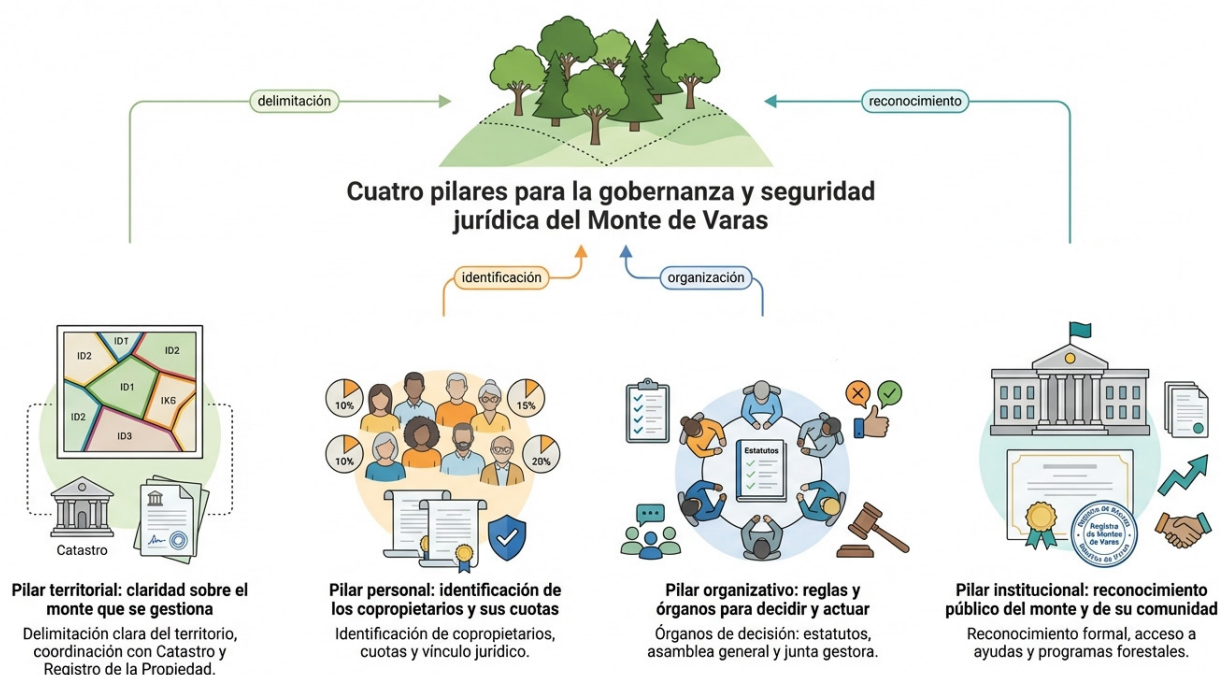 delimitación
reconocimiento
Cuatro pilares para la gobernanza y seguridad
jurídica del Monte de Varas
identificación
organización
ID2
ID1
ID2
ID1
IK6
ID2
ID3
Catastro
10%
15%
10%
20%
Estatutos
Registra
de Montee
de Vares
Pilar territorial: claridad sobre el
monte que se gestiona
Delimitación clara del territorio,
coordinación con Catastro y
Registro de la Propiedad.
Pilar personal: identificación de
los copropietarios y sus cuotas
Identificación de copropietarios,
cuotas y vínculo jurídico.
Pilar organizativo: reglas y
órganos para decidir y actuar
Órganos de decisión: estatutos,
asamblea general y junta gestora.
Pilar institucional: reconocimiento
público del monte y de su comunidad
Reconocimiento formal, acceso a
ayudas y programas forestales.